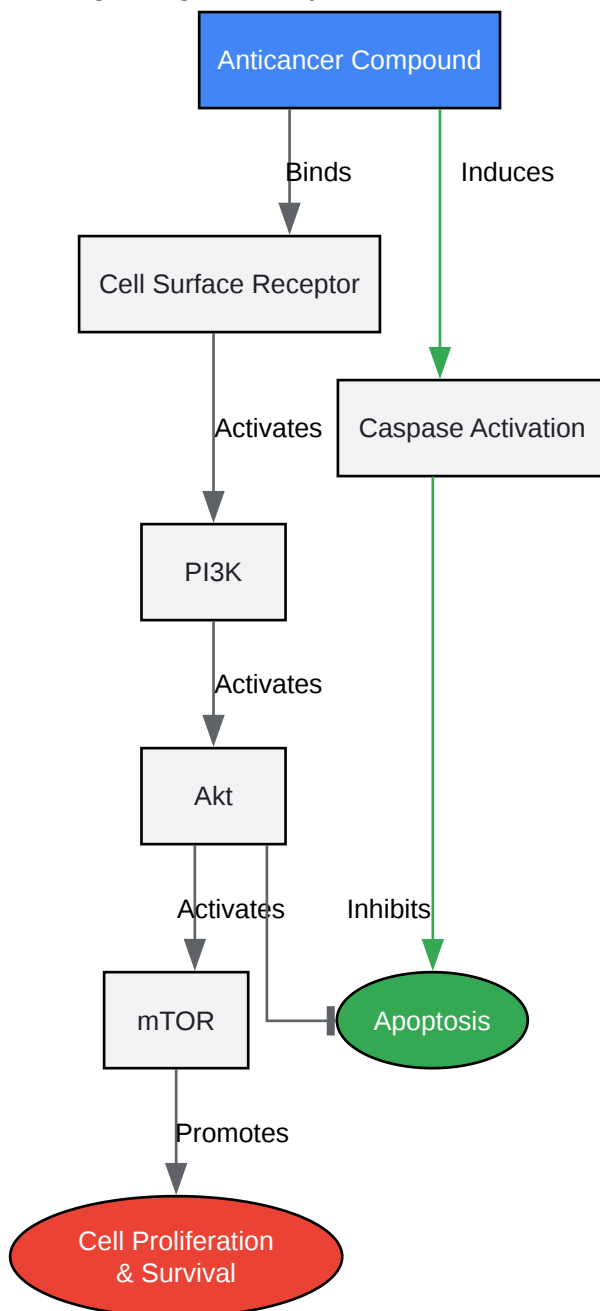 Anticancer Compound
Binds
Induces
Cell Surface Receptor
Activates
Caspase Activation
PI3K
Activates
Akt
Activates
Inhibits
mTOR
Apoptosis
Promotes
Cell Proliferation
& Survival